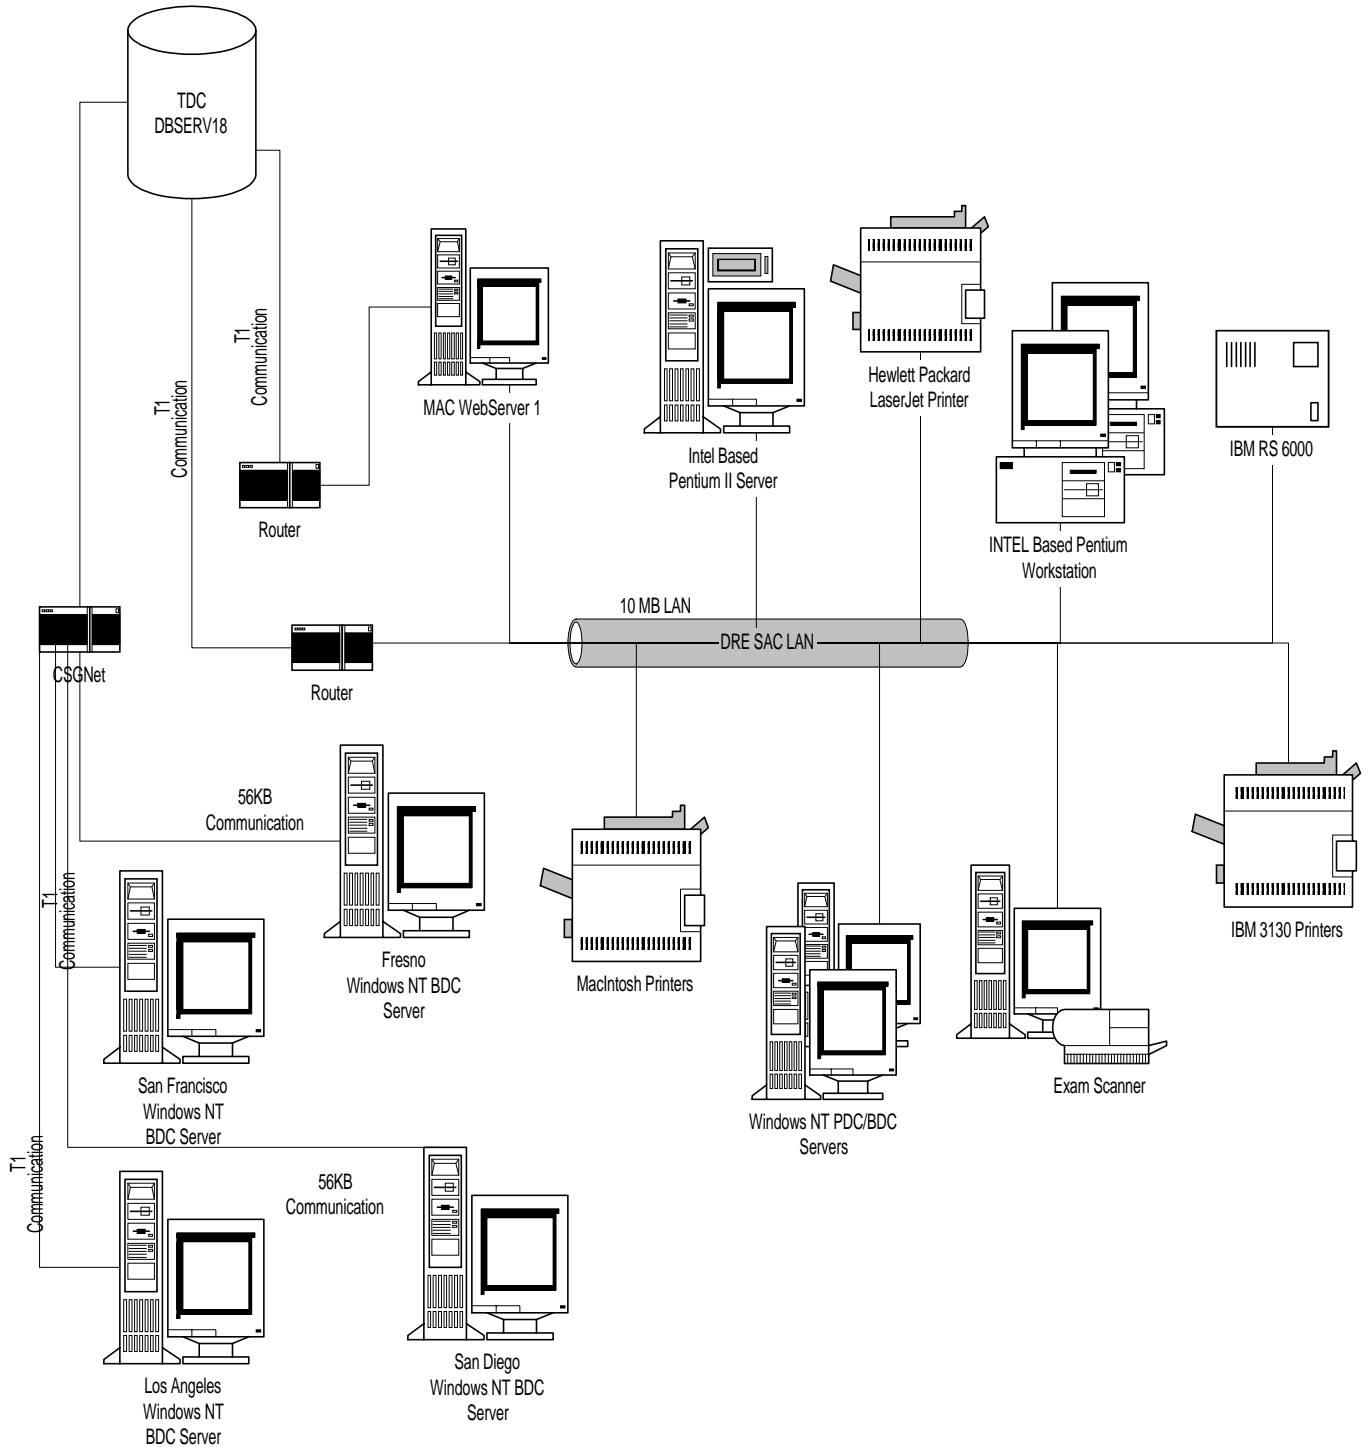 TDC
DBSERV18
T1
Communication
T1
Communication
MAC WebServer 1
Intel Based
Pentium II Server
Hewlett Packard
LaserJet Printer
INTEL Based Pentium
Workstation
IBM RS 6000
Router
CSGNet
Router
10 MB LAN
DRE SAC LAN
56KB
Communication
T1
Communication
Fresno
Windows NT BDC
Server
MacIntosh Printers
IBM 3130 Printers
San Francisco
Windows NT
BDC Server
Windows NT PDC/BDC
Servers
Exam Scanner
T1
Communication
56KB
Communication
Los Angeles
Windows NT
BDC Server
San Diego
Windows NT BDC
Server